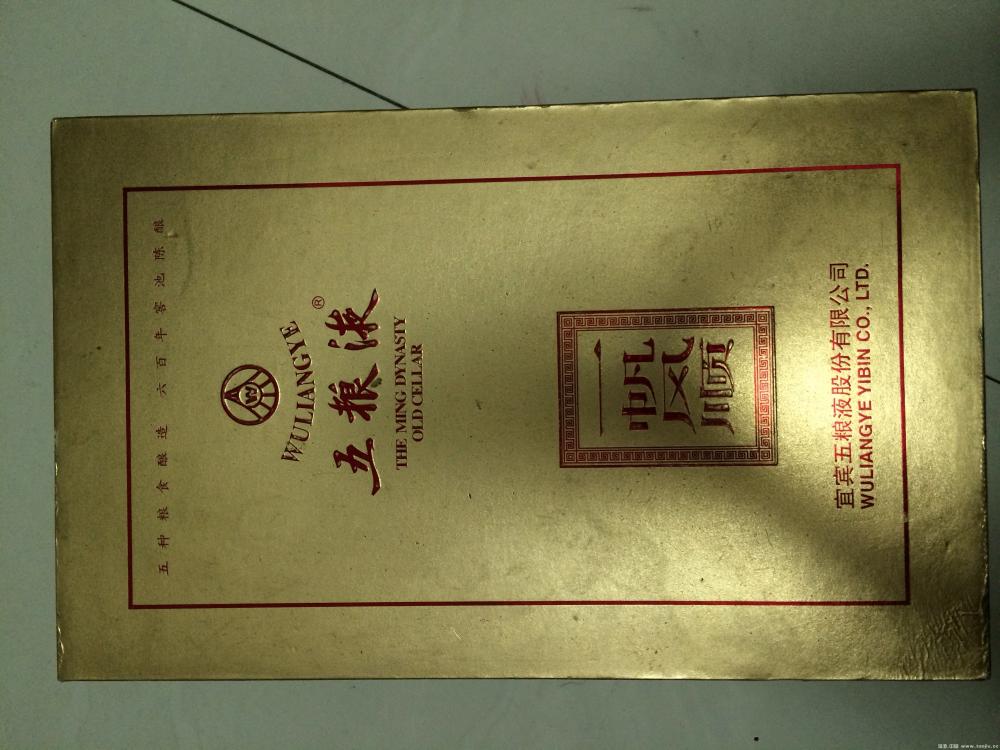 五种粮食酿造 六百年窖池陈酿
W
WULIANGYE
®
五粮液
THE MING DYNASTY
OLD CELLAR
一帆风顺
宜宾五粮液股份有限公司
WULIANGYE YIBIN CO., LTD.